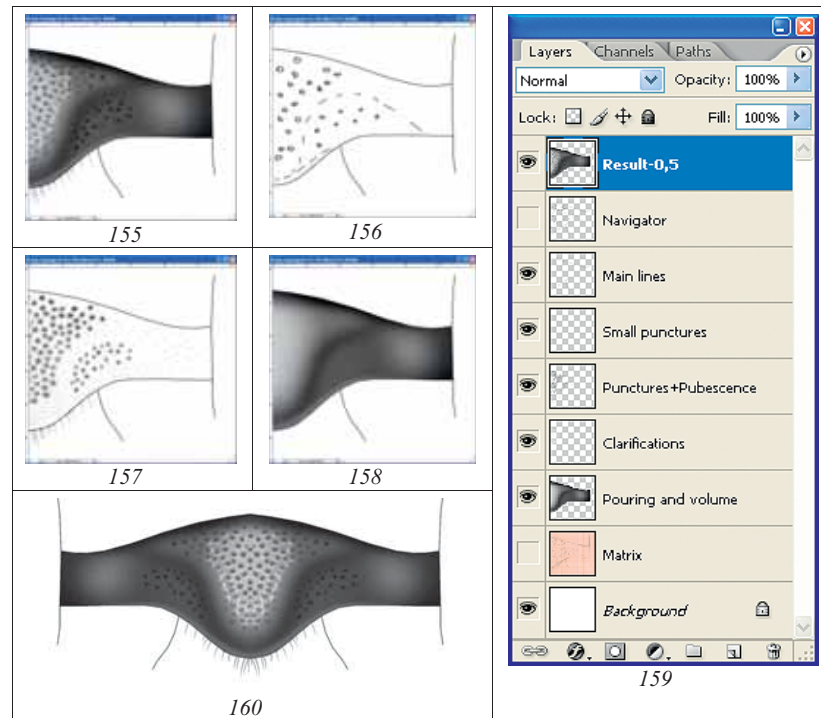 155
156
157
158
160
Layers Channels Paths
Normal Opacity: 100%
Lock: Fill: 100%
Result-0,5
Navigator
Main lines
Small punctures
Punctures+Pubescence
Clarifications
Pouring and volume
Matrix
Background
159